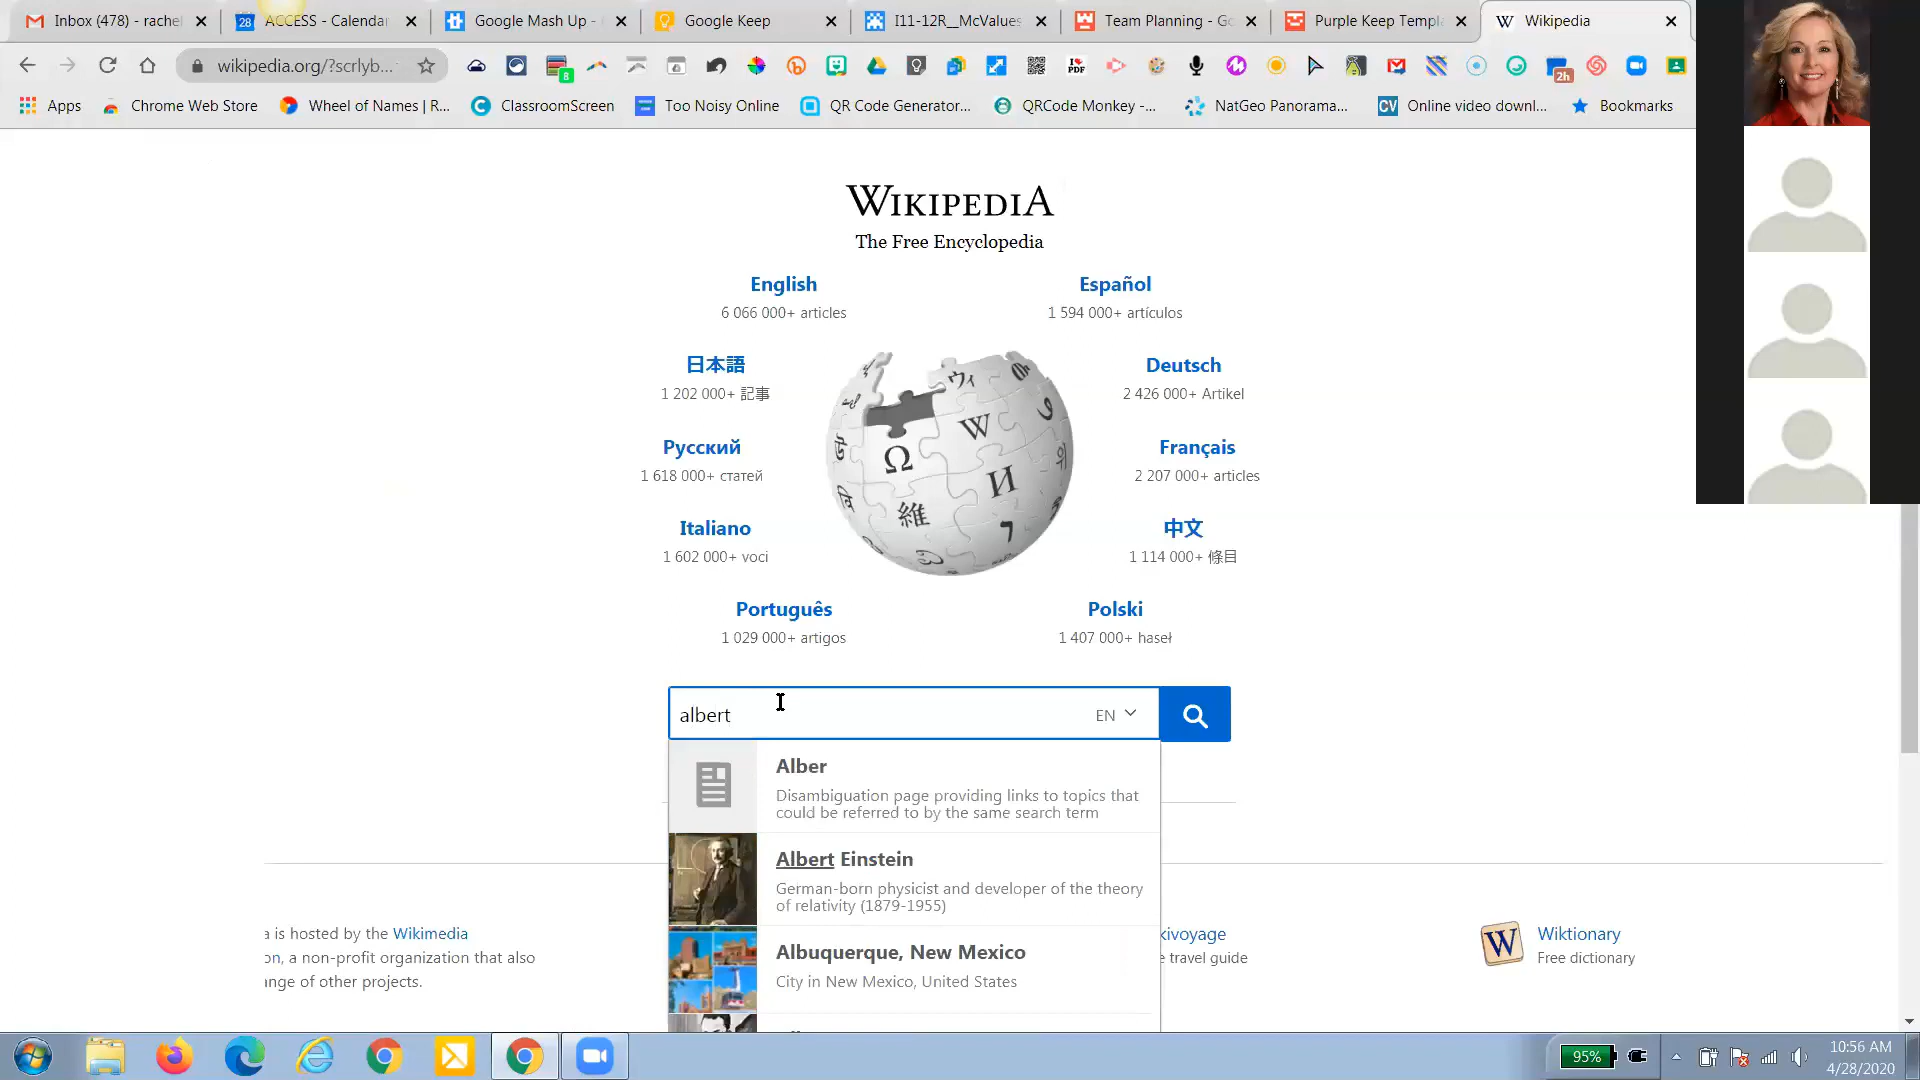 Inbox (478) - rachel
ACCESS - Calendar
Google Mash Up -
Google Keep
I11-12R__McValues
Team Planning - Go
Purple Keep Templ
Wikipedia
wikipedia.org/?scrlyb...
Apps
Chrome Web Store
Wheel of Names | R...
ClassroomScreen
Too Noisy Online
QR Code Generator...
QRCode Monkey -...
NatGeo Panorama...
CV
Online video downl...
Bookmarks
WIKIPEDIA
The Free Encyclopedia
English
6 066 000+ articles
Español
1 594 000+ artículos
日本語
1 202 000+ 記事
Deutsch
2 426 000+ Artikel
Русский
1 618 000+ статей
Français
2 207 000+ articles
Italiano
1 602 000+ voci
中文
1 114 000+ 條目
Português
1 029 000+ artigos
Polski
1 407 000+ haseł
albert
EN
Alber
Disambiguation page providing links to topics that
could be referred to by the same search term
Albert Einstein
German-born physicist and developer of the theory
of relativity (1879-1955)
Albuquerque, New Mexico
City in New Mexico, United States
a is hosted by the Wikimedia
on, a non-profit organization that also
ange of other projects.
kivoyage
e travel guide
Wiktionary
Free dictionary
95%
10:56 AM
4/28/2020